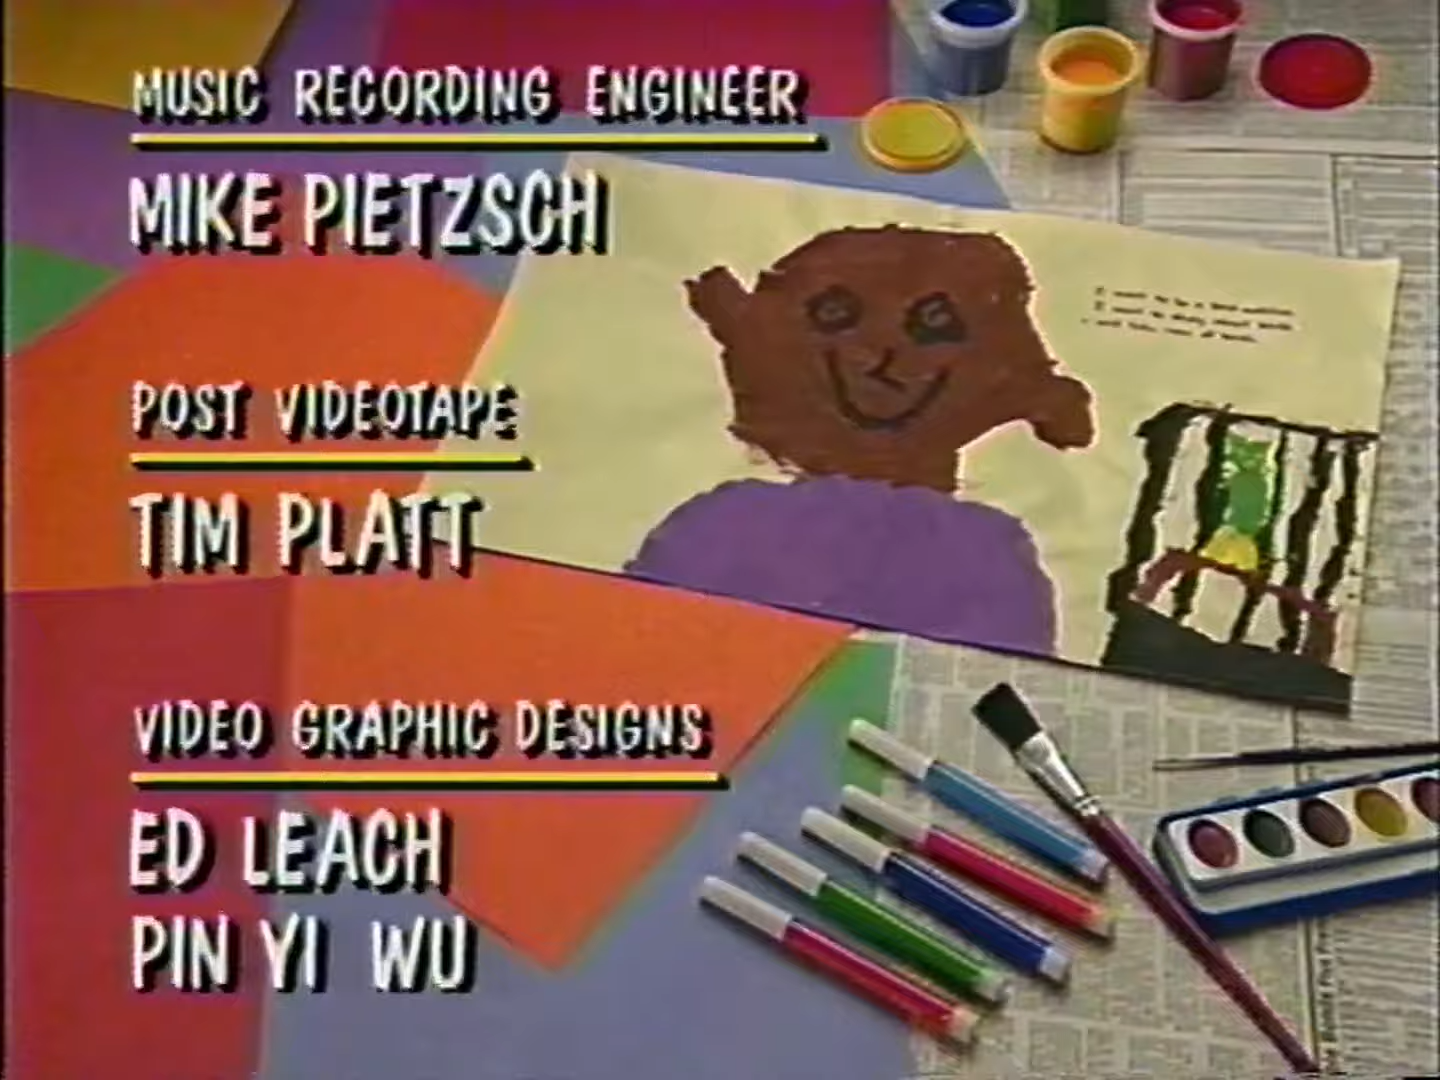 MUSIC RECORDING ENGINEER
MIKE PIETZSCH
POST VIDEOTAPE
TIM PLATT
VIDEO GRAPHIC DESIGNS
ED LEACH
PIN YI WU